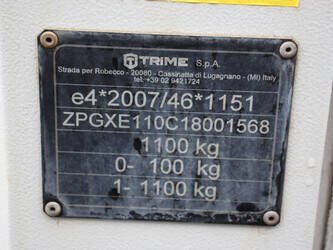 TRIME S.p.A.
Strada per Robecco - 20080 - Cassinetta di Lugagnano - (MI) Italy
tel.+39 02 9421724
e4*2007/46*1151
ZPGXE110C18001568
1100 kg
0- 100 kg
1- 1100 kg